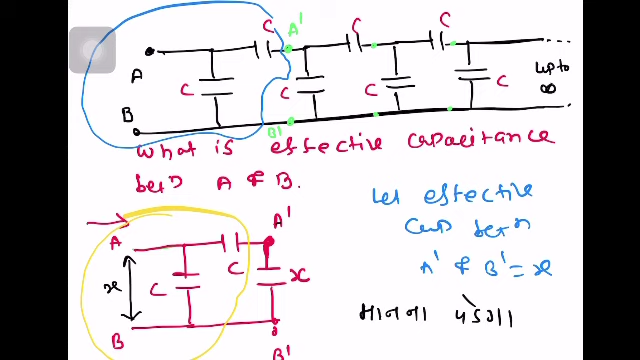 C A' C C
A
C C C C
upto
∞
B
B'
What is effective capacitance
betn A & B.
Let effective
cap betn
A' & B' = x
A A'
C
x C x
B
B'
मानना पड़ेगा